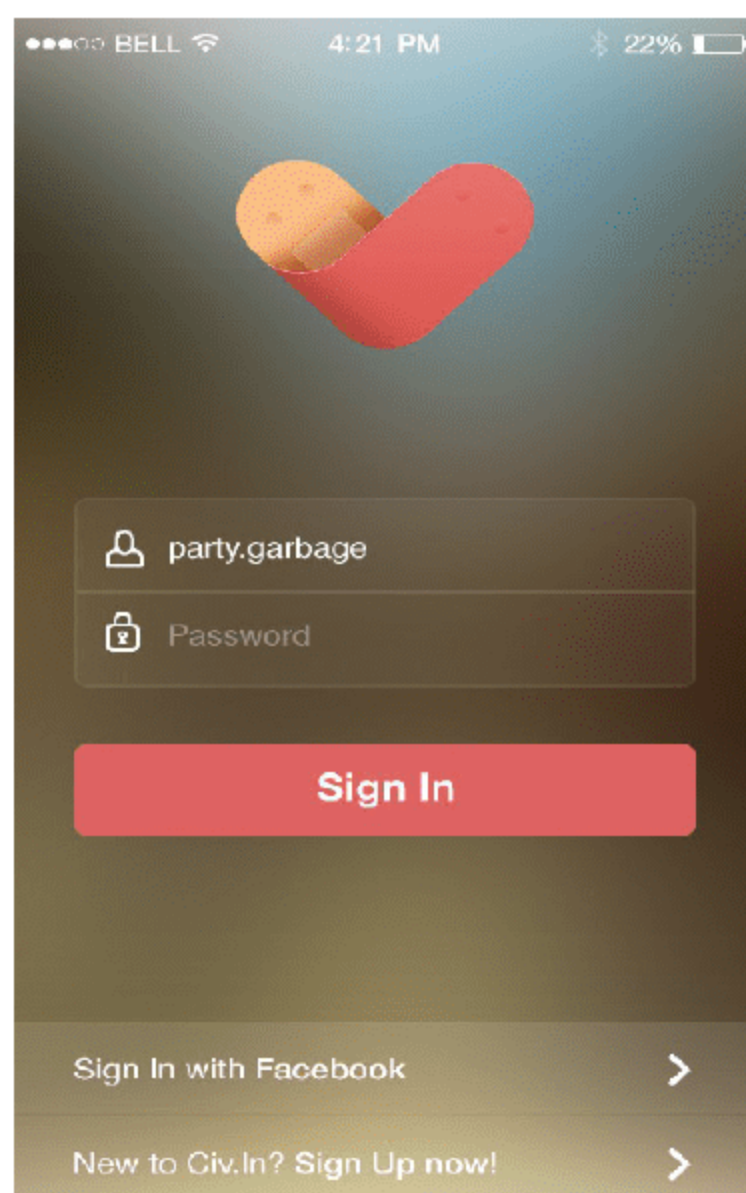 BELL 4:21 PM 22%
party.garbage
Password
Sign In
Sign In with Facebook
New to Civ.In? Sign Up now!